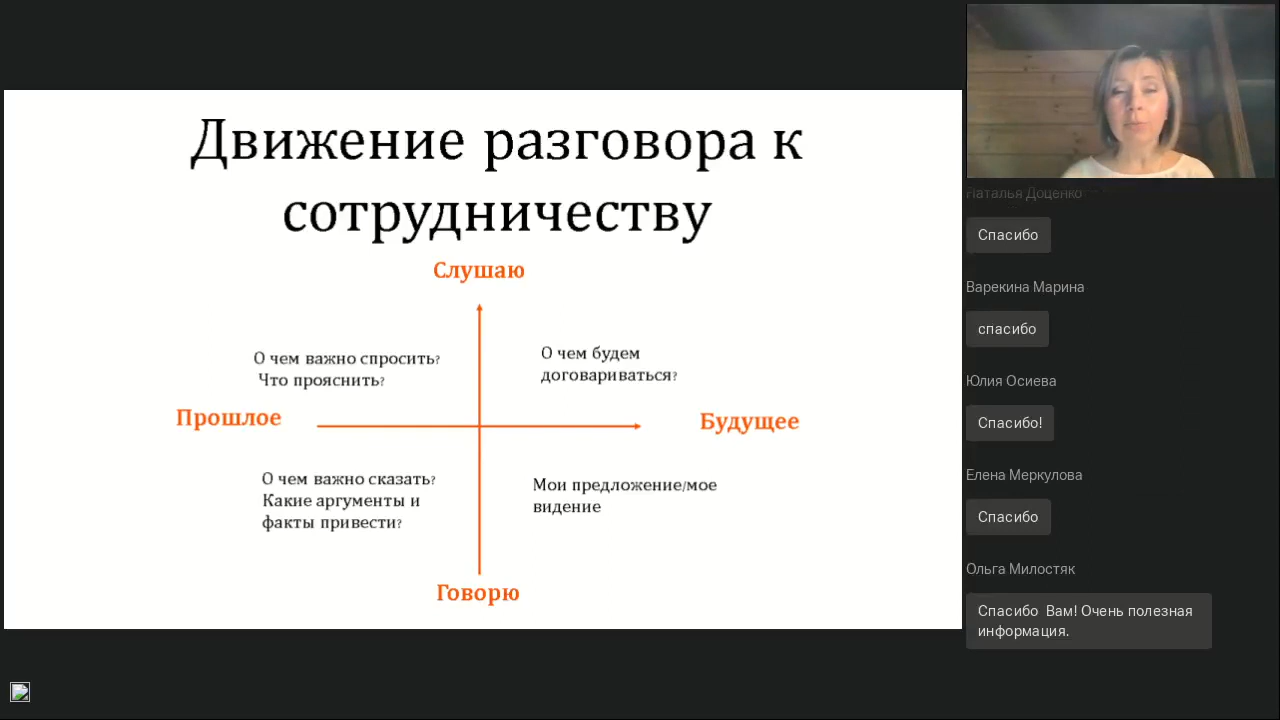 Движение разговора к
сотрудничеству
Слушаю
О чем важно спросить?
Что прояснить?
О чем будем
договариваться?
Прошлое
Будущее
О чем важно сказать?
Какие аргументы и
факты привести?
Мои предложение/мое
видение
Говорю
Наталья Доценко
Спасибо
Варекина Марина
спасибо
Юлия Осиева
Спасибо!
Елена Меркулова
Спасибо
Ольга Милостяк
Спасибо  Вам! Очень полезная
информация.